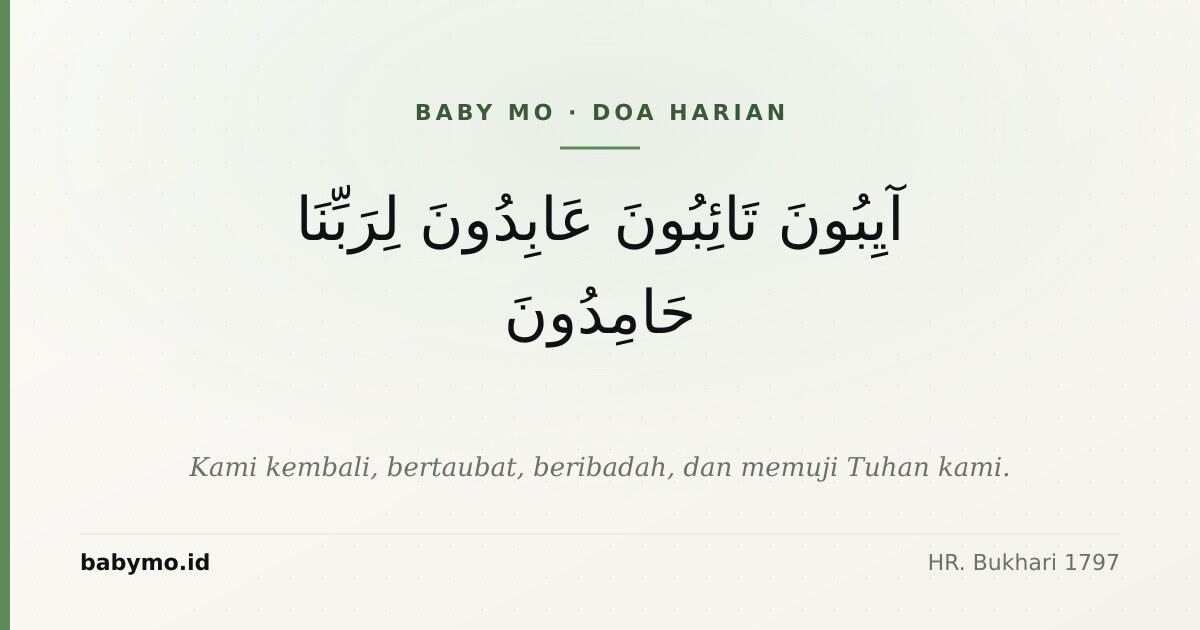 BABY MO · DOA HARIAN
آيِبُونَ تَائِبُونَ عَابِدُونَ لِرَبِّنَا
حَامِدُونَ
Kami kembali, bertaubat, beribadah, dan memuji Tuhan kami.
babymo.id
HR. Bukhari 1797